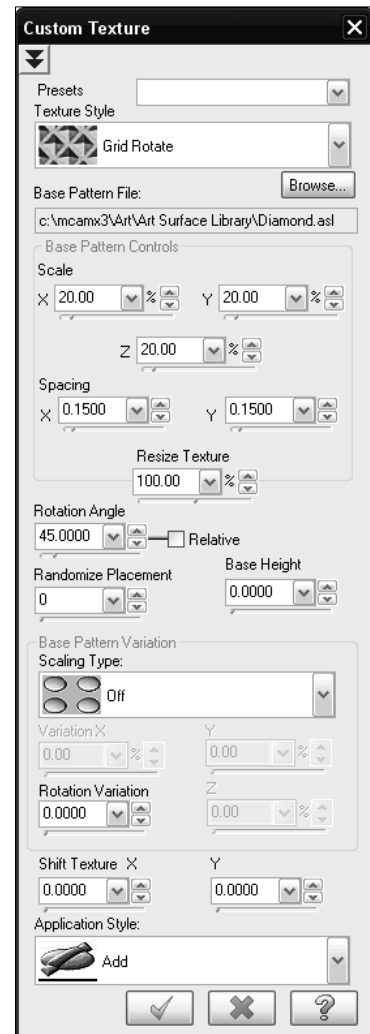 Custom Texture
Presets
Texture Style
Grid Rotate
Base Pattern File:
Browse...
c:\mcamx3\Art\Art Surface Library\Diamond.asl
Base Pattern Controls
Scale
X 20.00 % Y 20.00 %
Z 20.00 %
Spacing
X 0.1500 Y 0.1500
Resize Texture
100.00 %
Rotation Angle
45.0000 Relative
Randomize Placement Base Height
0 0.0000
Base Pattern Variation
Scaling Type:
Off
Variation X Y
0.00 % 0.00 %
Rotation Variation Z
0.0000 0.00 %
Shift Texture X Y
0.0000 0.0000
Application Style:
Add